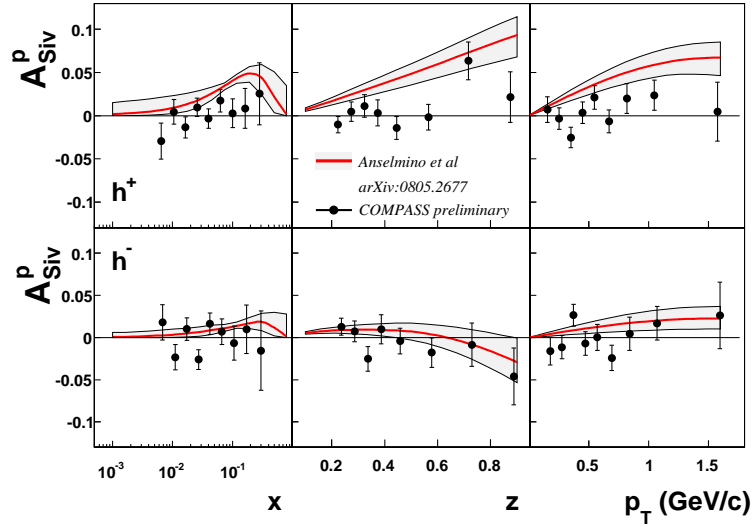 A^p_Siv
0.1
0.05
0
-0.05
-0.1
h^+
Anselmino et al
arXiv:0805.2677
COMPASS preliminary
A^p_Siv
0.1
0.05
0
-0.05
-0.1
h^-
10^-3 10^-2 10^-1
0.2 0.4 0.6 0.8
0.5 1 1.5
x
z
p_T (GeV/c)